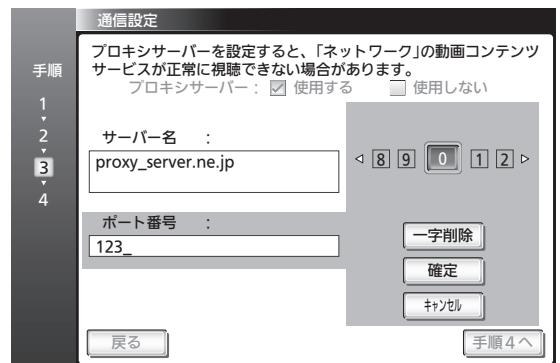 通信設定
プロキシサーバーを設定すると、「ネットワーク」の動画コンテンツ
サービスが正常に視聴できない場合があります。
プロキシサーバー： 使用する 使用しない
手順
1
2
3
4
サーバー名 ：
proxy_server.ne.jp
8 9 0 1 2
ポート番号 ：
123_
一字削除
確定
ｷｬﾝｾﾙ
戻る
手順4へ